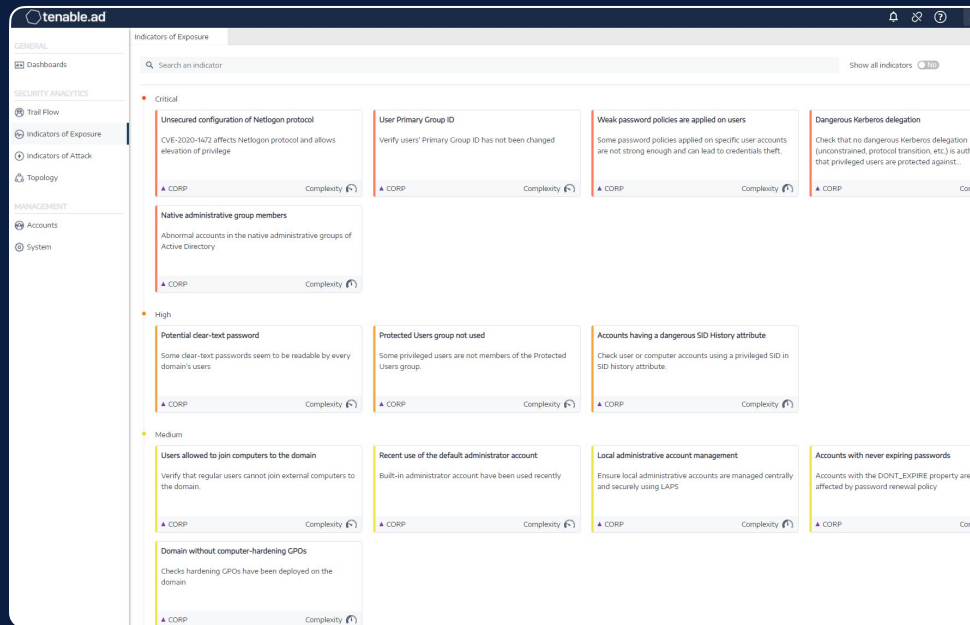 tenable.ad
Indicators of Exposure
GENERAL
Dashboards
SECURITY ANALYTICS
Trail Flow
Indicators of Exposure
Indicators of Attack
Topology
MANAGEMENT
Accounts
System
Search an indicator
Show all indicators
No
Critical
Unsecured configuration of Netlogon protocol
CVE-2020-1472 affects Netlogon protocol and allows
elevation of privilege
CORP Complexity
User Primary Group ID
Verify users' Primary Group ID has not been changed
CORP Complexity
Weak password policies are applied on users
Some password policies applied on specific user accounts
are not strong enough and can lead to credentials theft.
CORP Complexity
Dangerous Kerberos delegation
Check that no dangerous Kerberos delegation
(unconstrained, protocol transition, etc.) is auth
that privileged users are protected against...
CORP Co
Native administrative group members
Abnormal accounts in the native administrative groups of
Active Directory
CORP Complexity
High
Potential clear-text password
Some clear-text passwords seem to be readable by every
domain's users
CORP Complexity
Protected Users group not used
Some privileged users are not members of the Protected
Users group.
CORP Complexity
Accounts having a dangerous SID History attribute
Check user or computer accounts using a privileged SID in
SID history attribute.
CORP Complexity
Medium
Users allowed to join computers to the domain
Verify that regular users cannot join external computers to
the domain.
CORP Complexity
Recent use of the default administrator account
Built-in administrator account have been used recently
CORP Complexity
Local administrative account management
Ensure local administrative accounts are managed centrally
and securely using LAPS
CORP Complexity
Accounts with never expiring passwords
Accounts with the DONT_EXPIRE property are
affected by password renewal policy
CORP Co
Domain without computer-hardening GPOs
Checks hardening GPOs have been deployed on the
domain
CORP Complexity